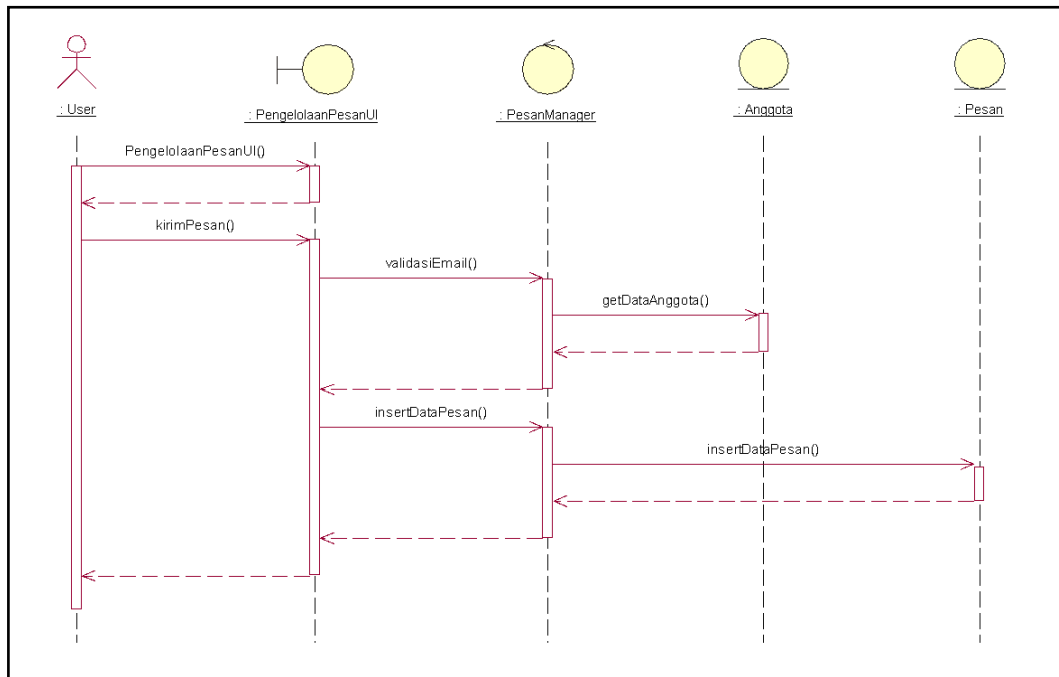 : User
: PengelolaanPesanUI
: PesanManager
: Anggota
: Pesan
PengelolaanPesanUI()
kirimPesan()
validasiEmail()
getDataAnggota()
insertDataPesan()
insertDataPesan()